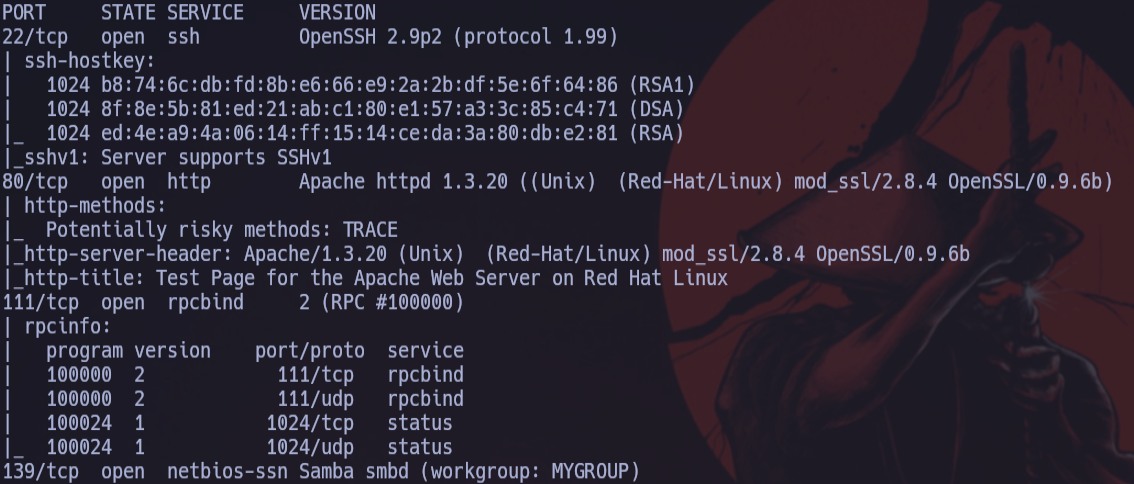 PORT     STATE SERVICE     VERSION
22/tcp   open  ssh         OpenSSH 2.9p2 (protocol 1.99)
| ssh-hostkey:
|   1024 b8:74:6c:db:fd:8b:e6:66:e9:2a:2b:df:5e:6f:64:86 (RSA1)
|   1024 8f:8e:5b:81:ed:21:ab:c1:80:e1:57:a3:3c:85:c4:71 (DSA)
|_  1024 ed:4e:a9:4a:06:14:ff:15:14:ce:da:3a:80:db:e2:81 (RSA)
|_sshv1: Server supports SSHv1
80/tcp   open  http        Apache httpd 1.3.20 ((Unix)  (Red-Hat/Linux) mod_ssl/2.8.4 OpenSSL/0.9.6b)
| http-methods:
|_  Potentially risky methods: TRACE
|_http-server-header: Apache/1.3.20 (Unix)  (Red-Hat/Linux) mod_ssl/2.8.4 OpenSSL/0.9.6b
|_http-title: Test Page for the Apache Web Server on Red Hat Linux
111/tcp  open  rpcbind     2 (RPC #100000)
| rpcinfo:
|   program version    port/proto  service
|   100000  2            111/tcp   rpcbind
|   100000  2            111/udp   rpcbind
|   100024  1           1024/tcp   status
|_  100024  1           1024/udp   status
139/tcp  open  netbios-ssn Samba smbd (workgroup: MYGROUP)